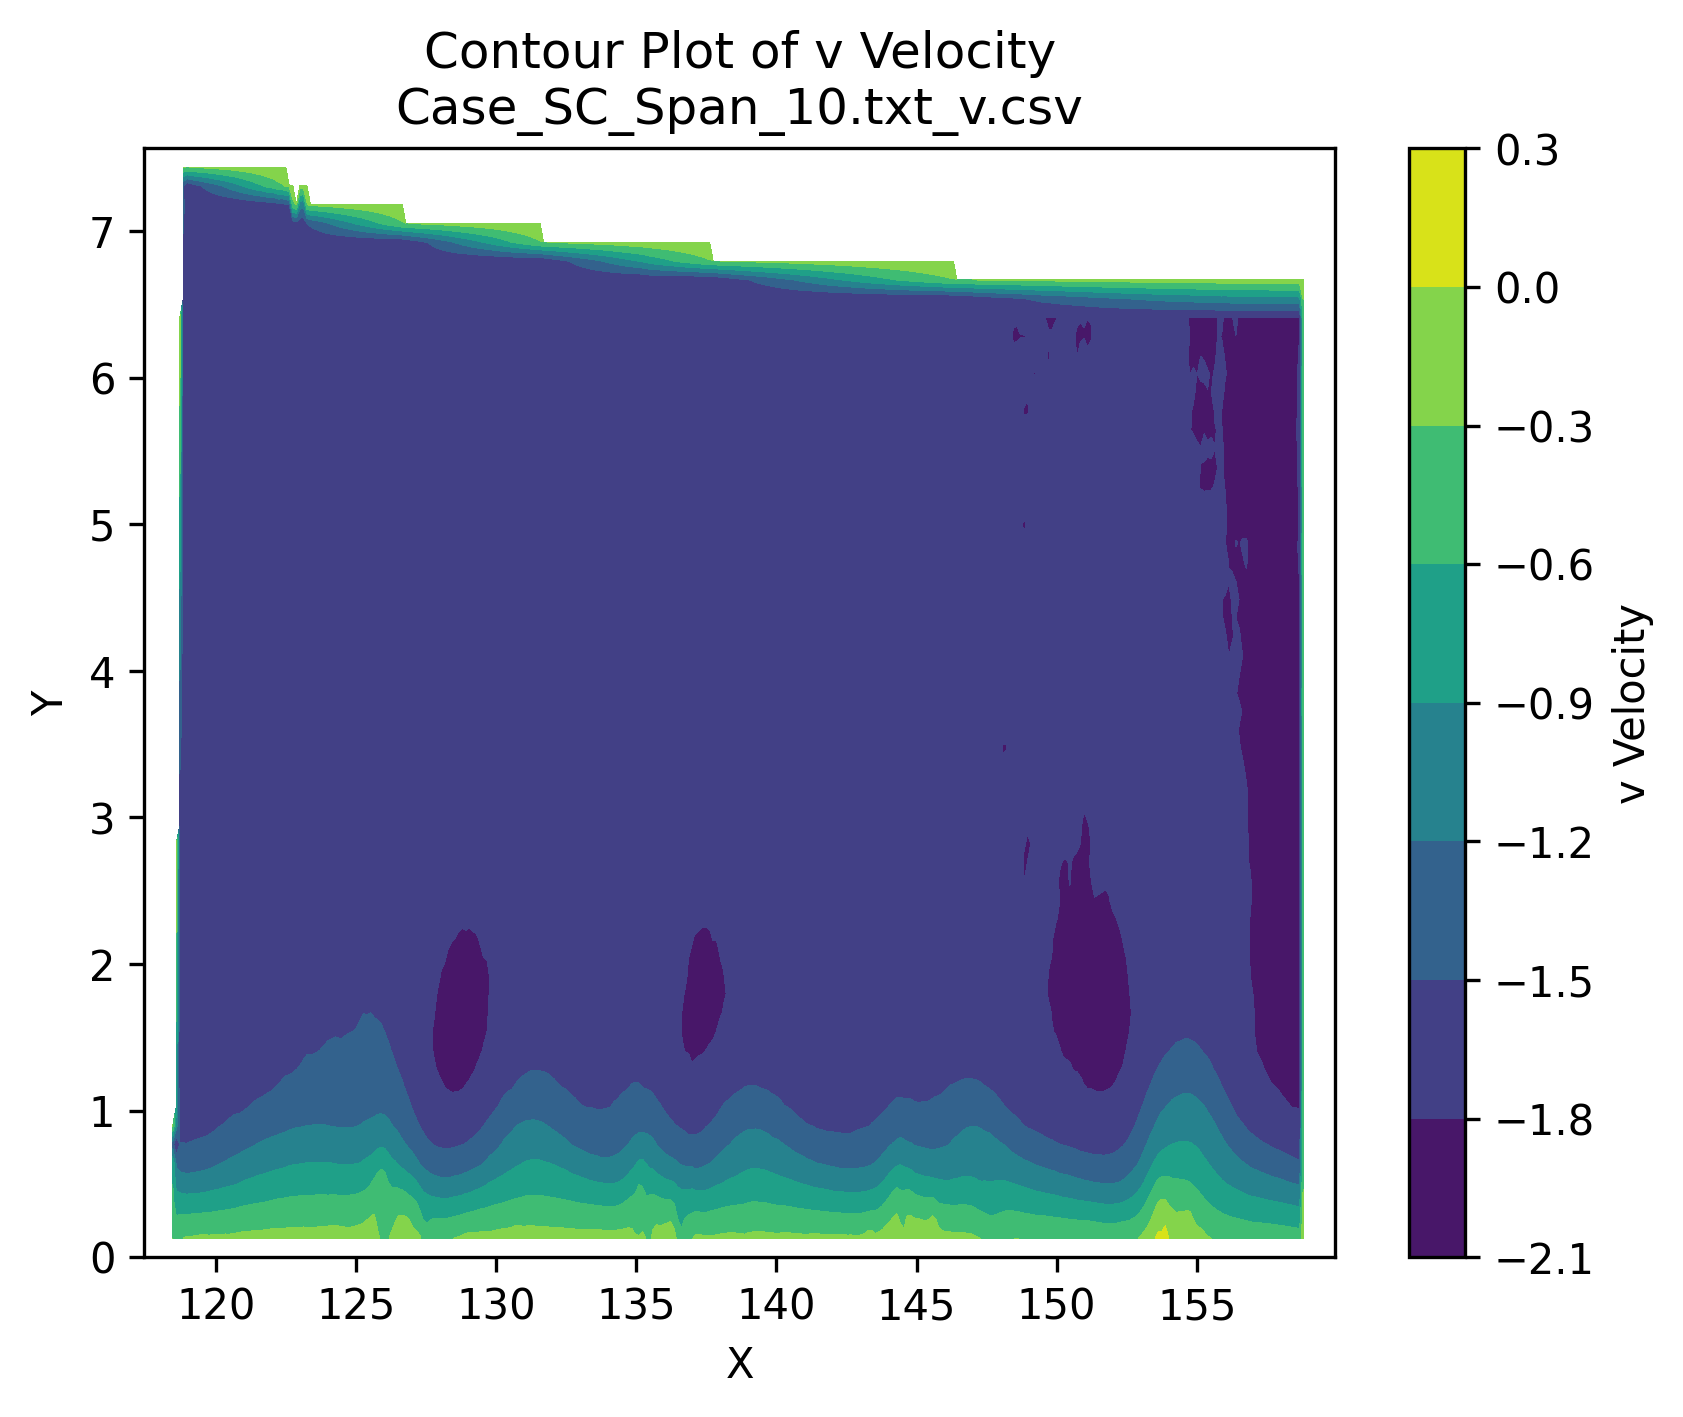 Contour Plot of v Velocity
Case_SC_Span_10.txt_v.csv
7
6
5
4
3
2
1
0
Y
120 125 130 135 140 145 150 155
X
0.3
0.0
−0.3
−0.6
−0.9
−1.2
−1.5
−1.8
−2.1
v Velocity